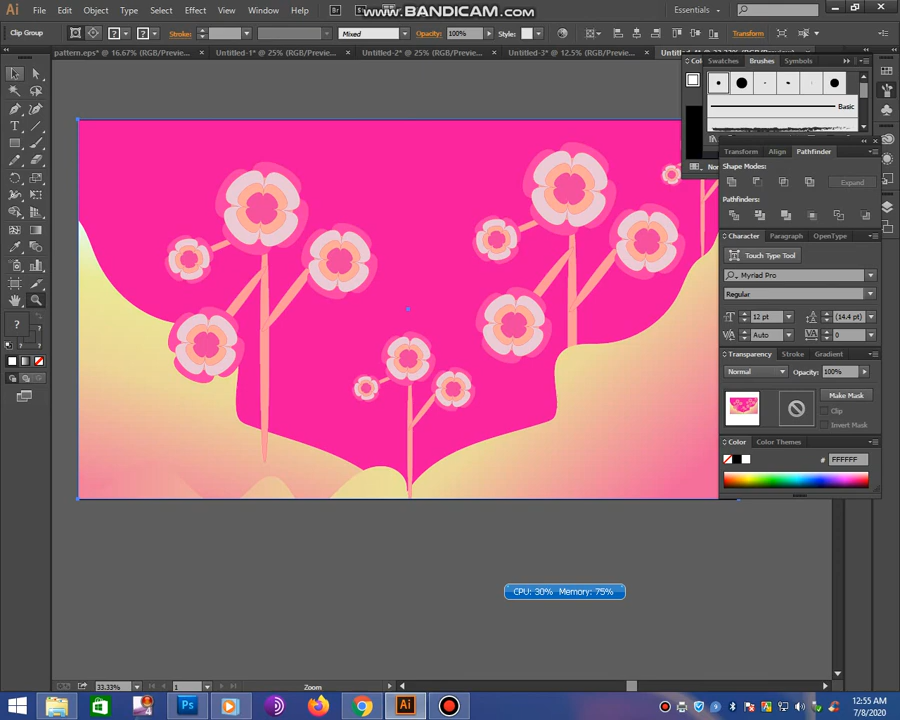 Ai File Edit Object Type Select Effect View Window Help Br Essentials
www.BANDICAM.com
Clip Group Stroke: Mixed Opacity: 100% Style: Transform
pattern.eps* @ 16.67% (RGB/Previe... Untitled-1* @ 25% (RGB/Previe... Untitled-2* @ 25% (RGB/Previe... Untitled-3* @ 12.5% (RGB/Previe...
Swatches Brushes Symbols
Basic
Transform Align Pathfinder
Shape Modes:
Expand
Pathfinders:
Character Paragraph OpenType
Touch Type Tool
Myriad Pro
Regular
12 pt (14.4 pt)
Auto 0
Transparency Stroke Gradient
Normal Opacity: 100%
Make Mask
Clip
Invert Mask
Color Color Themes
# FFFFFF
CPU: 30% Memory: 75%
33.33% 1 Zoom
Ps Ai
12:55 AM
7/8/2020